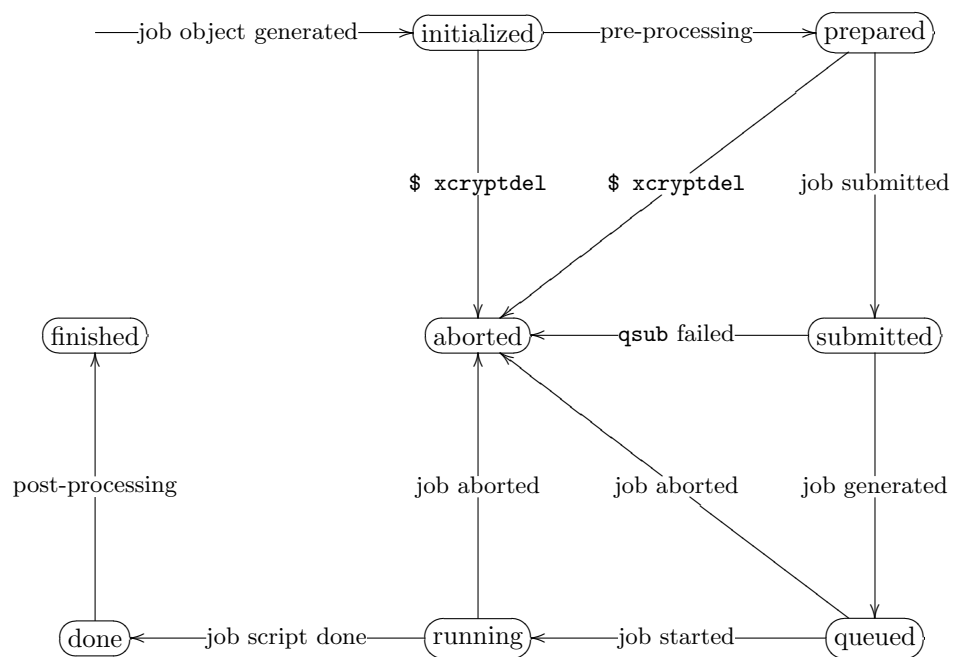 job object generated
initialized
pre-processing
prepared
$ xcryptdel
$ xcryptdel
job submitted
finished
aborted
qsub failed
submitted
post-processing
job aborted
job aborted
job generated
done
job script done
running
job started
queued